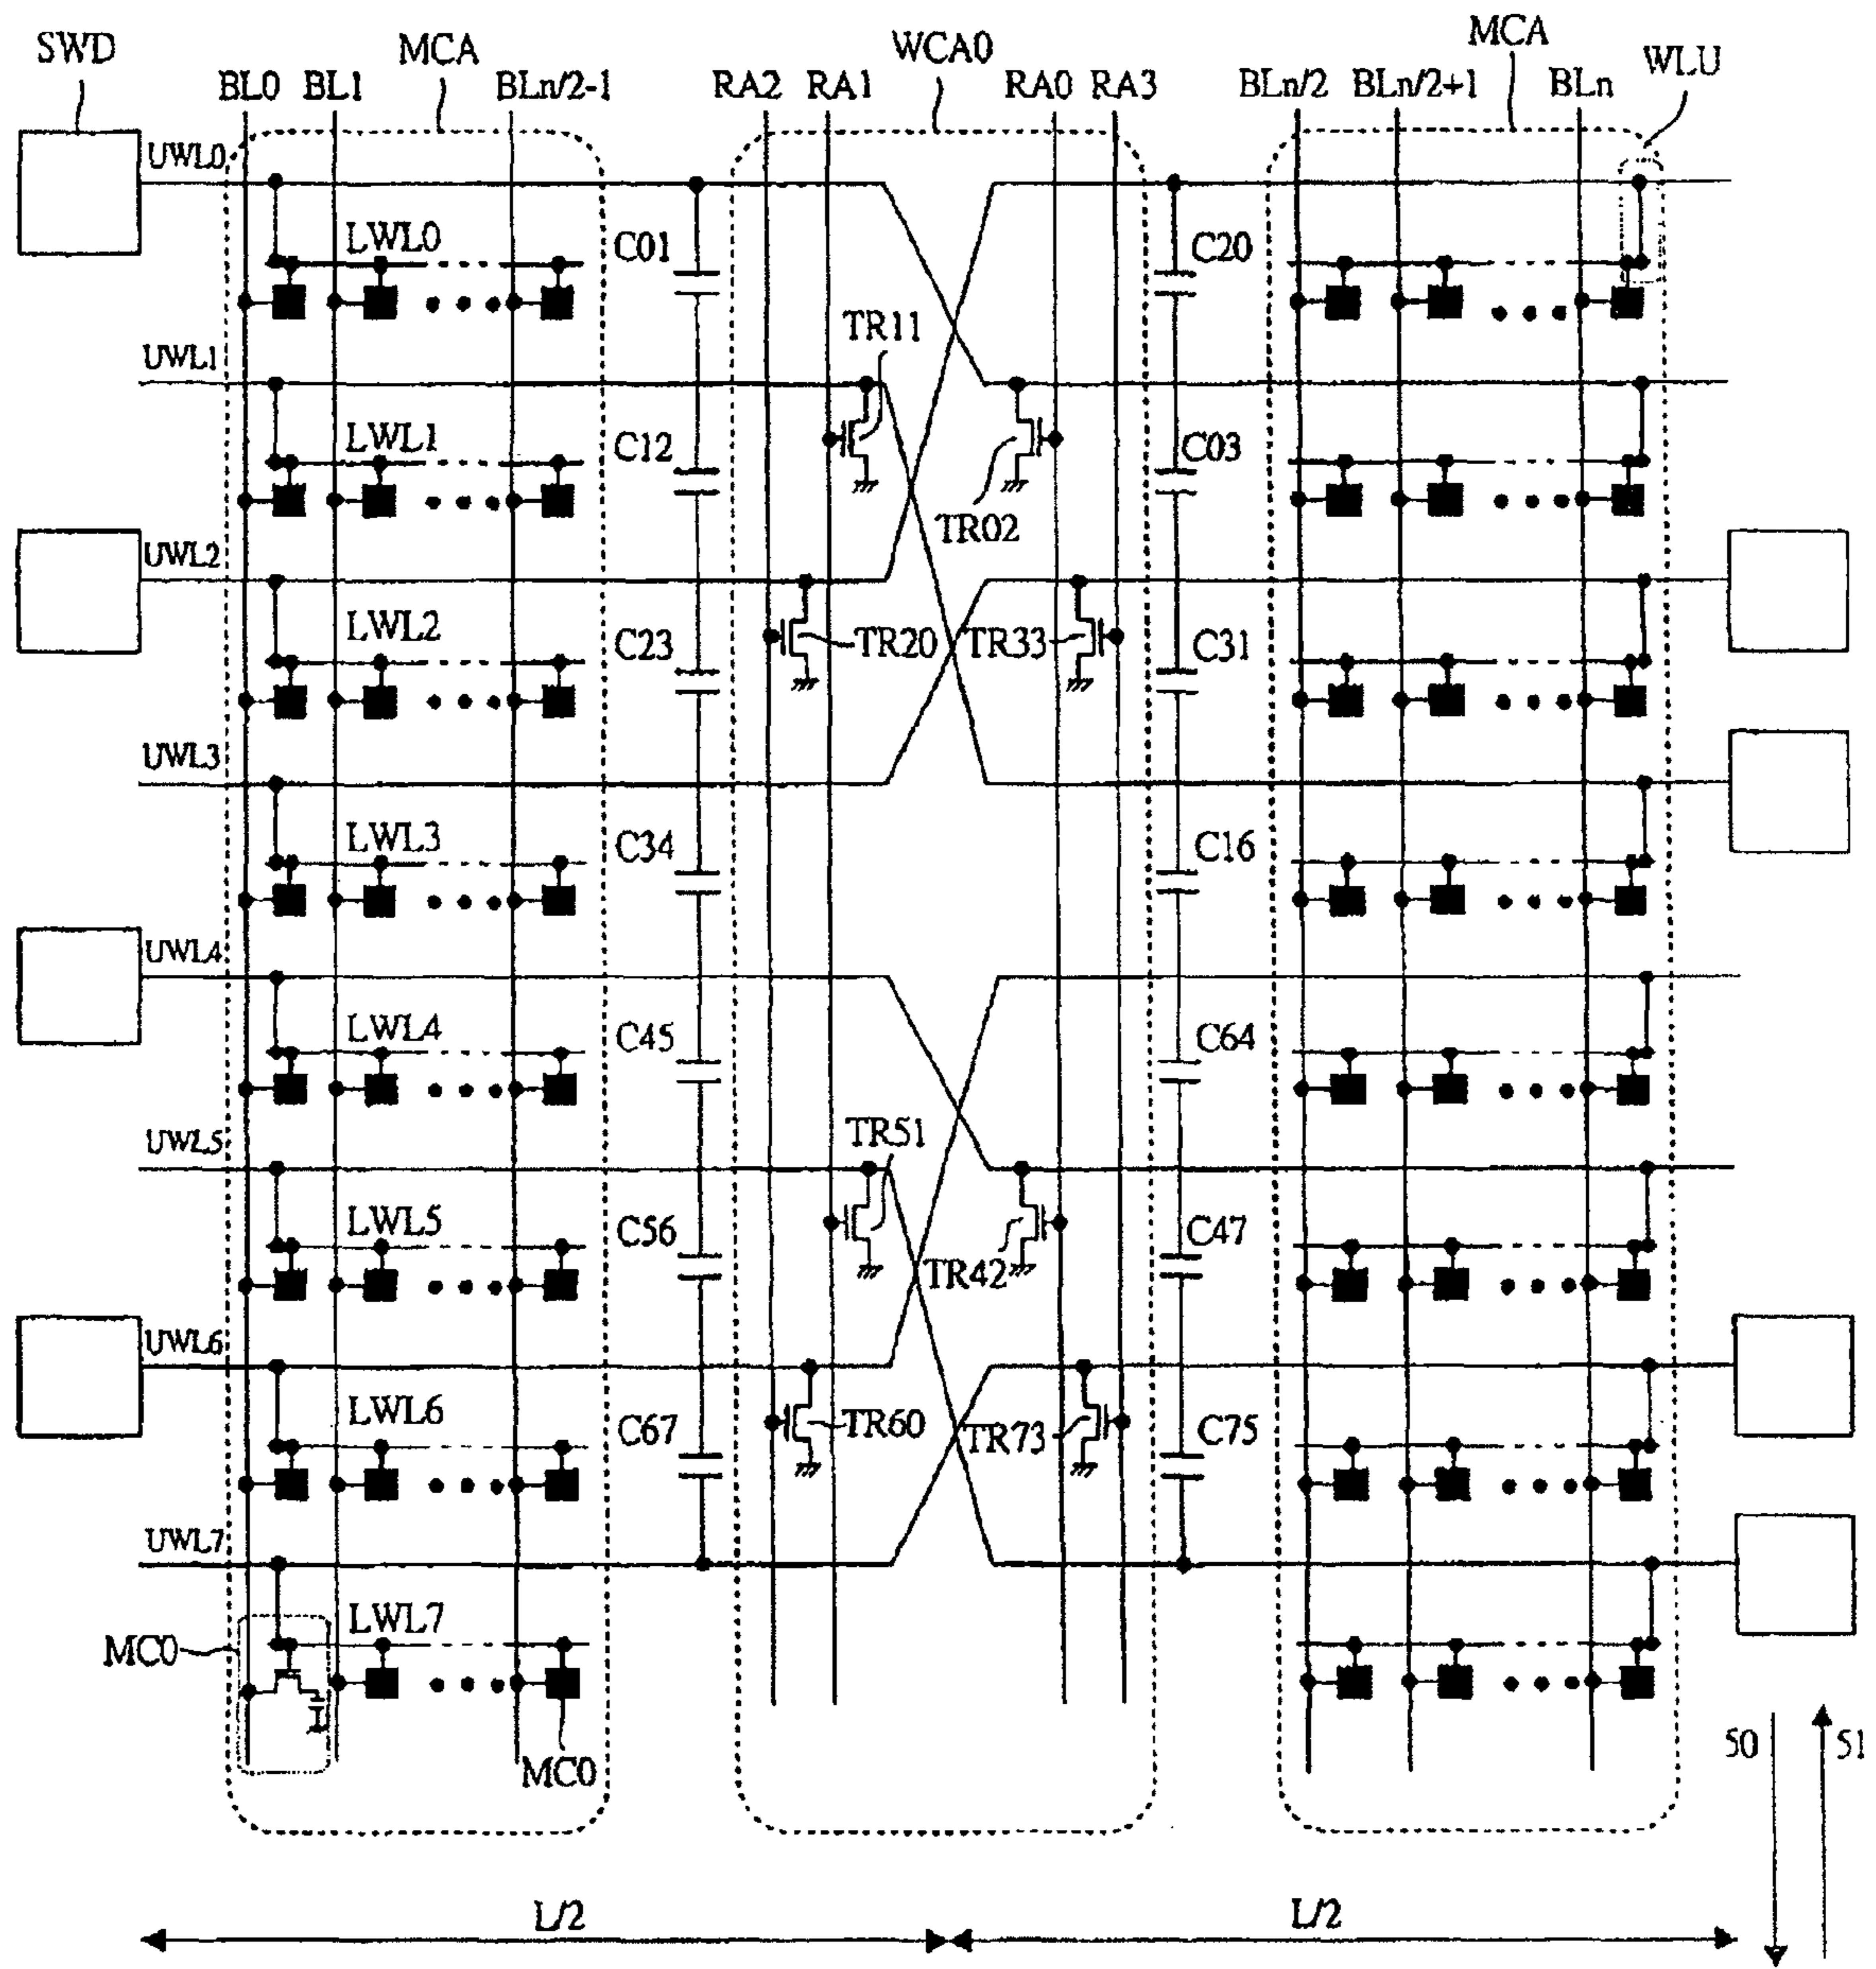 SWD MCA WCA0 MCA WLU
BL0 BL1 BLn/2-1 RA2 RA1 RA0 RA3 BLn/2 BLn/2+1 BLn
UWL0
LWL0 C01 C20
TR11
UWL1
LWL1 C12 C03
TR02
UWL2
LWL2 C23 TR20 TR33 C31
UWL3
LWL3 C34 C16
UWL4
LWL4 C45 C64
UWL5 TR51
LWL5 C56 C47
TR42
UWL6
LWL6 C67 TR60 TR73 C75
UWL7
LWL7
MC0
MC0
50 51
L/2 L/2